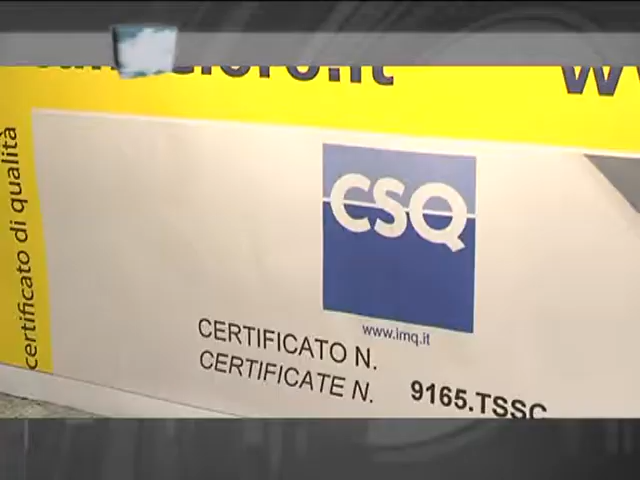 certificato di qualità
CSQ
www.imq.it
CERTIFICATO N.
CERTIFICATE N.
9165.TSSC